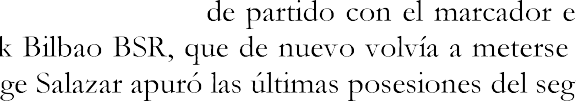 de partido con el marcador e
k Bilbao BSR, que de nuevo volvía a meterse
ge Salazar apuró las últimas posesiones del seg